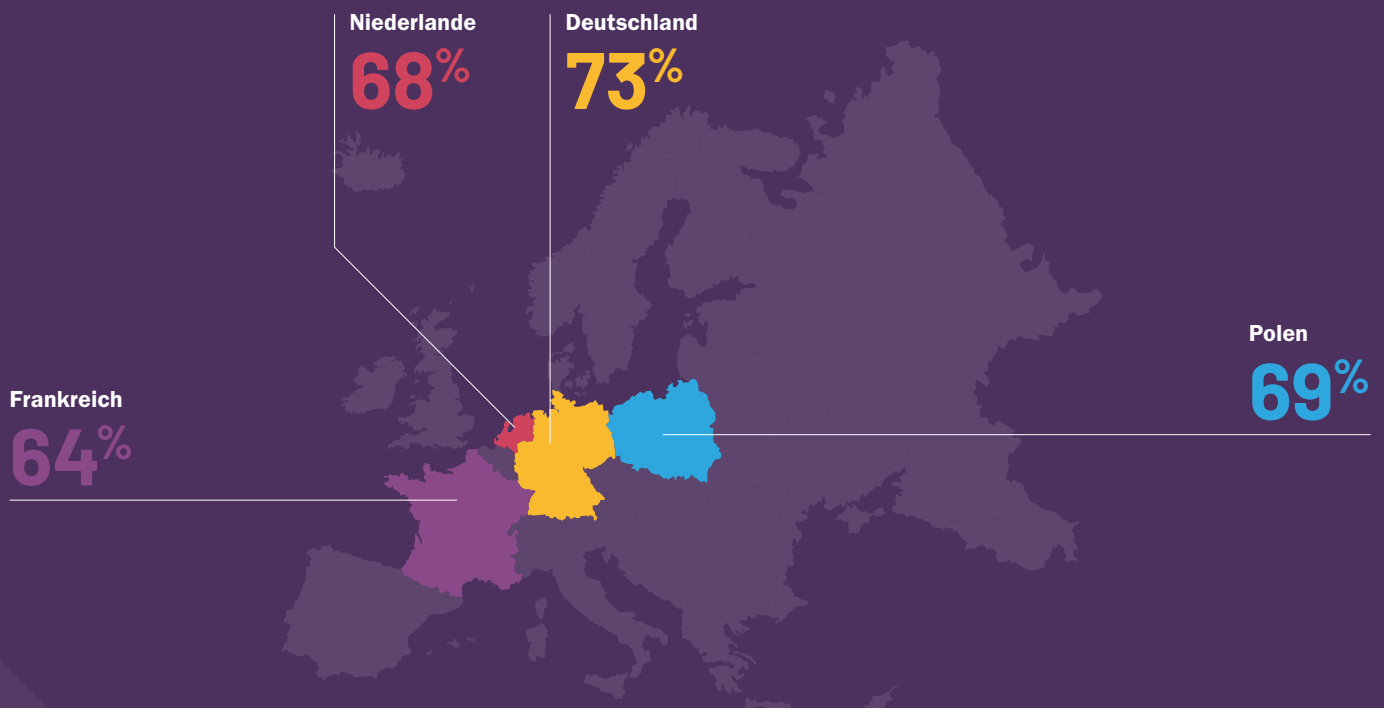 Niederlande
68%
Deutschland
73%
Polen
69%
Frankreich
64%